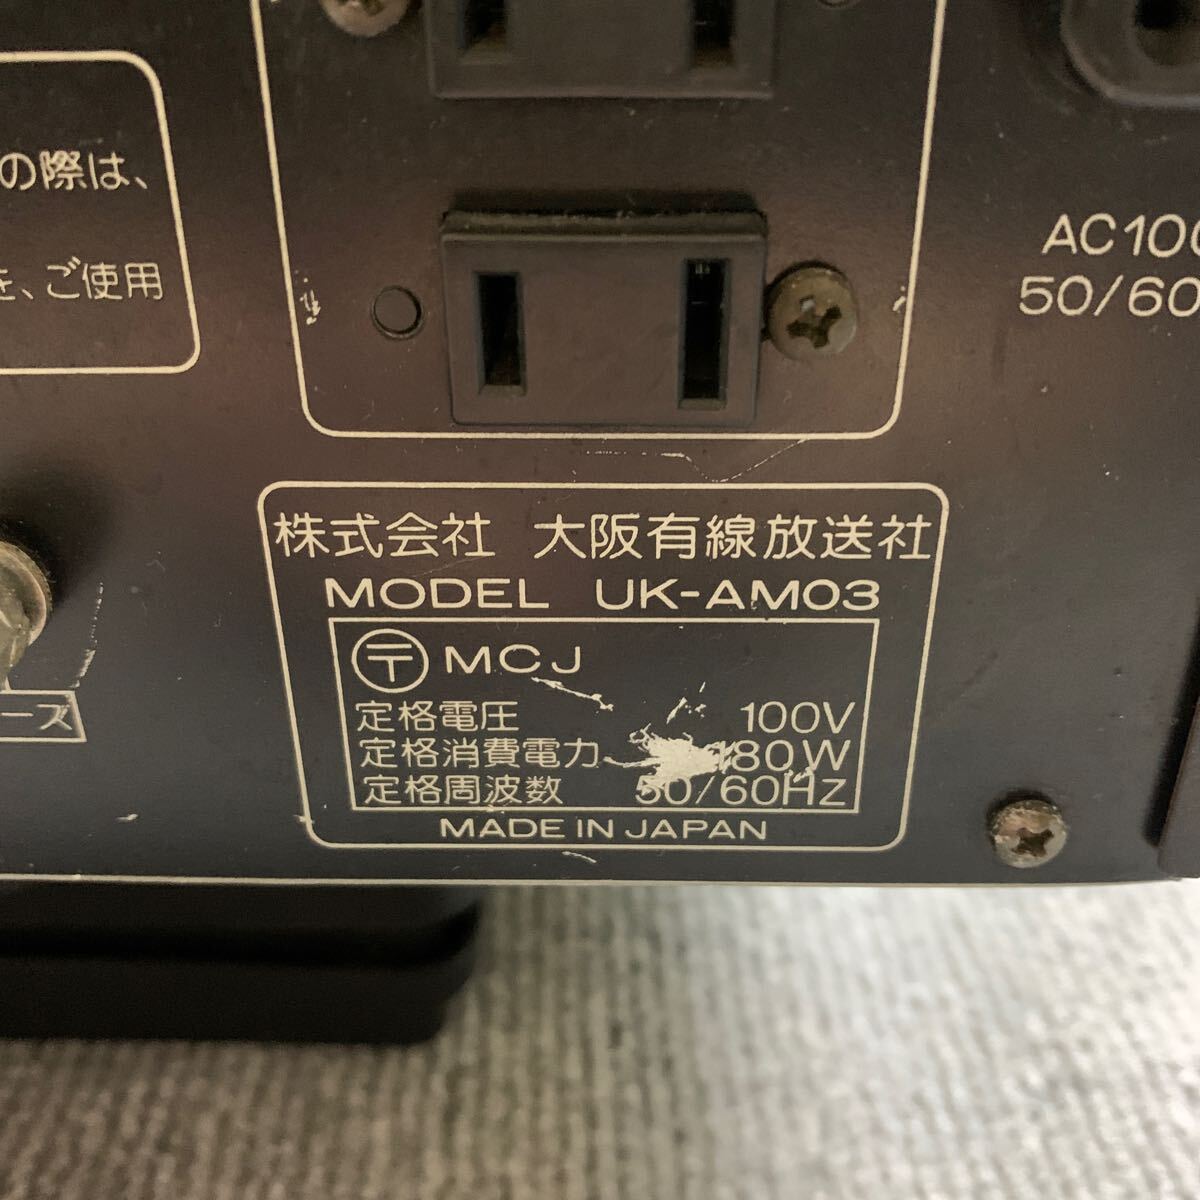 の際は、
を、ご使用
AC100
50/60
ーズ
株式会社 大阪有線放送社
MODEL UK-AM03
〒 MCJ
定格電圧 100V
定格消費電力 180W
定格周波数 50/60HZ
MADE IN JAPAN